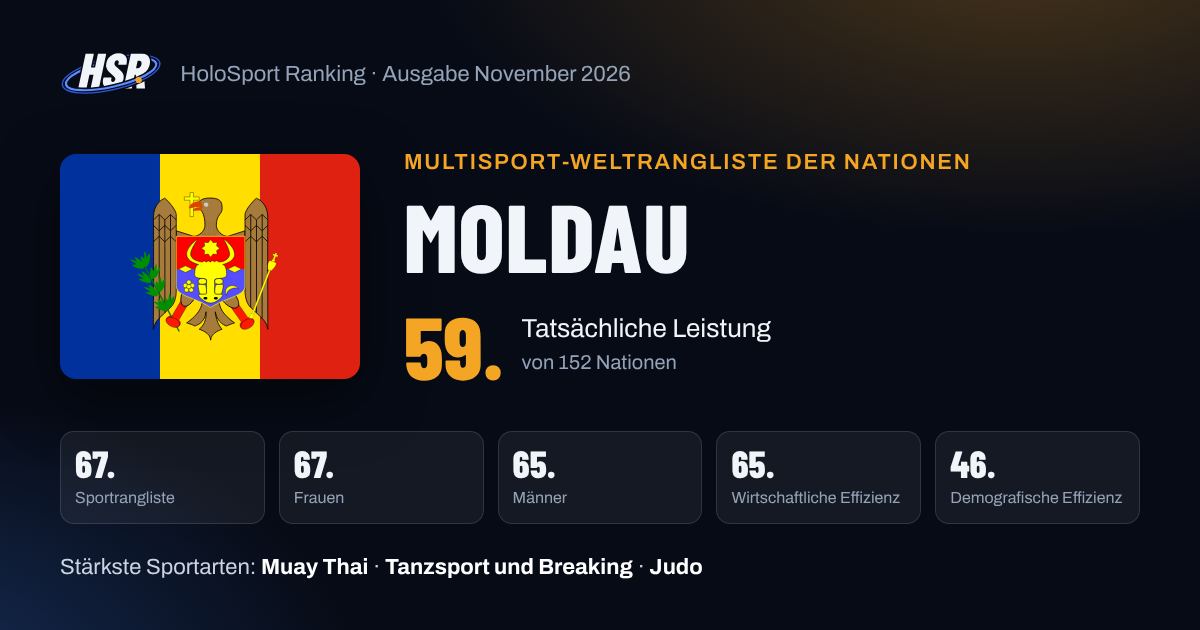 HSR
HoloSport Ranking · Ausgabe November 2026
MULTISPORT-WELTRANGLISTE DER NATIONEN
MOLDAU
59.
Tatsächliche Leistung
von 152 Nationen
67.
Sportrangliste
67.
Frauen
65.
Männer
65.
Wirtschaftliche Effizienz
46.
Demografische Effizienz
Stärkste Sportarten: Muay Thai · Tanzsport und Breaking · Judo